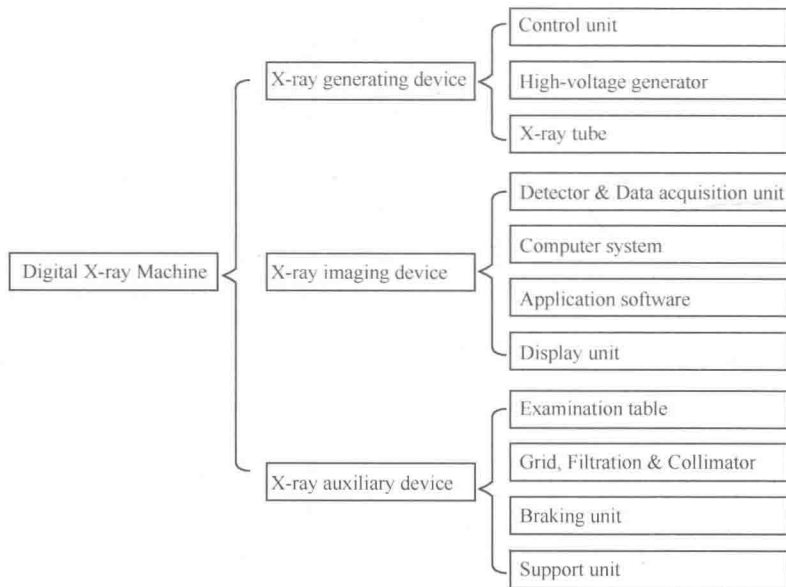 Control unit
X-ray generating device
High-voltage generator
X-ray tube
Detector & Data acquisition unit
Computer system
Digital X-ray Machine
X-ray imaging device
Application software
Display unit
Examination table
Grid, Filtration & Collimator
X-ray auxiliary device
Braking unit
Support unit